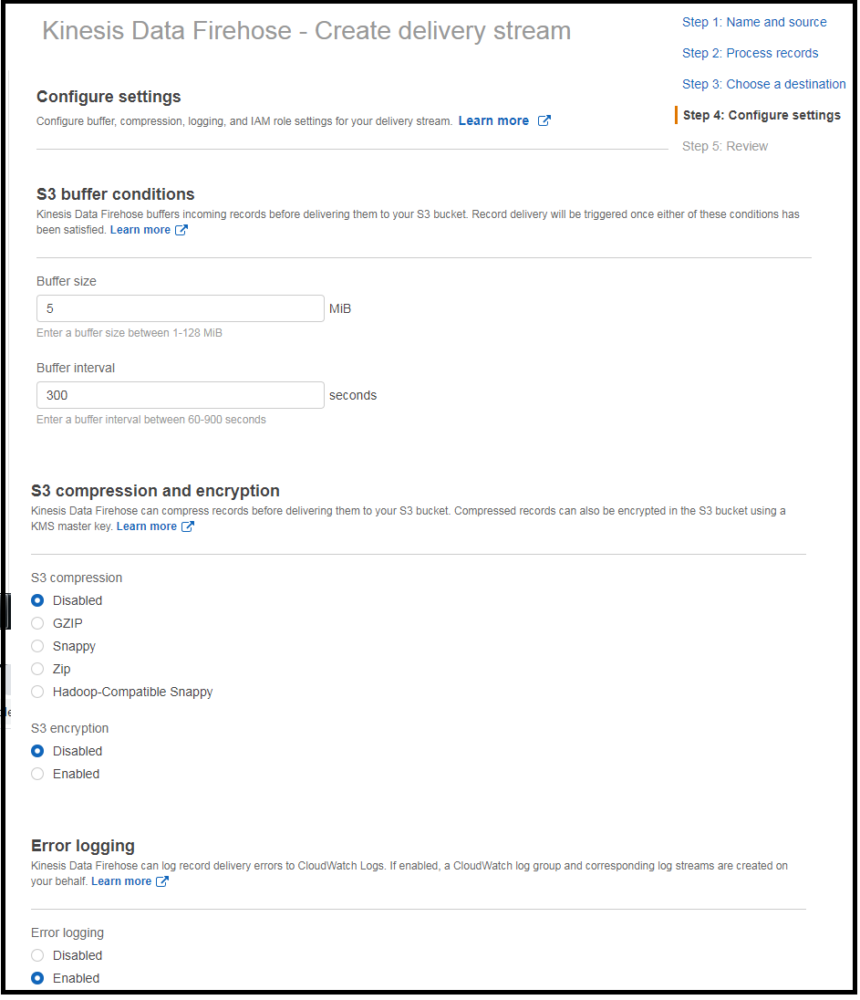 Kinesis Data Firehose - Create delivery stream
Step 1: Name and source
Step 2: Process records
Step 3: Choose a destination
Step 4: Configure settings
Step 5: Review
Configure settings
Configure buffer, compression, logging, and IAM role settings for your delivery stream. Learn more
S3 buffer conditions
Kinesis Data Firehose buffers incoming records before delivering them to your S3 bucket. Record delivery will be triggered once either of these conditions has
been satisfied. Learn more
Buffer size
5 MiB
Enter a buffer size between 1-128 MiB
Buffer interval
300 seconds
Enter a buffer interval between 60-900 seconds
S3 compression and encryption
Kinesis Data Firehose can compress records before delivering them to your S3 bucket. Compressed records can also be encrypted in the S3 bucket using a
KMS master key. Learn more
S3 compression
Disabled
GZIP
Snappy
Zip
Hadoop-Compatible Snappy
S3 encryption
Disabled
Enabled
Error logging
Kinesis Data Firehose can log record delivery errors to CloudWatch Logs. If enabled, a CloudWatch log group and corresponding log streams are created on
your behalf. Learn more
Error logging
Disabled
Enabled